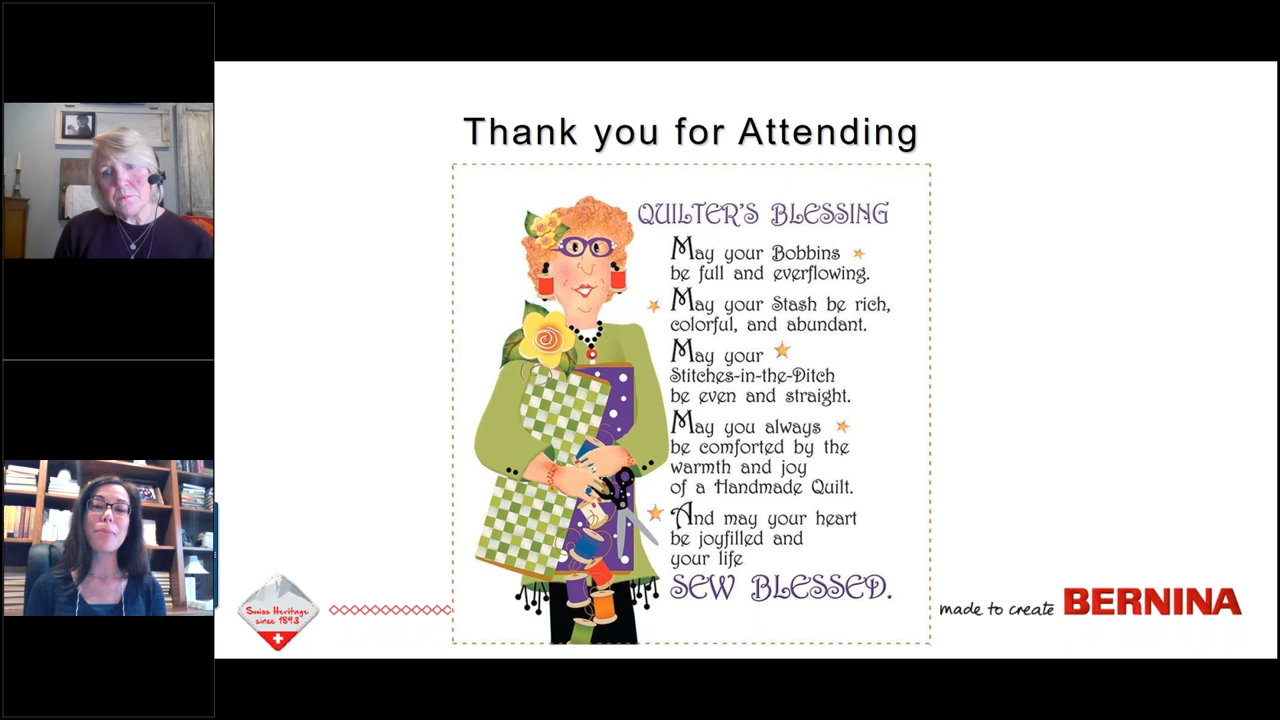 Thank you for Attending
QUILTER'S BLESSING
May your Bobbins
be full and everflowing.
May your Stash be rich,
colorful, and abundant.
May your
Stitches-in-the-Ditch
be even and straight.
May you always
be comforted by the
warmth and joy
of a Handmade Quilt.
And may your heart
be joyfilled and
your life
SEW BLESSED.
Swiss Heritage
since 1893
made to create BERNINA